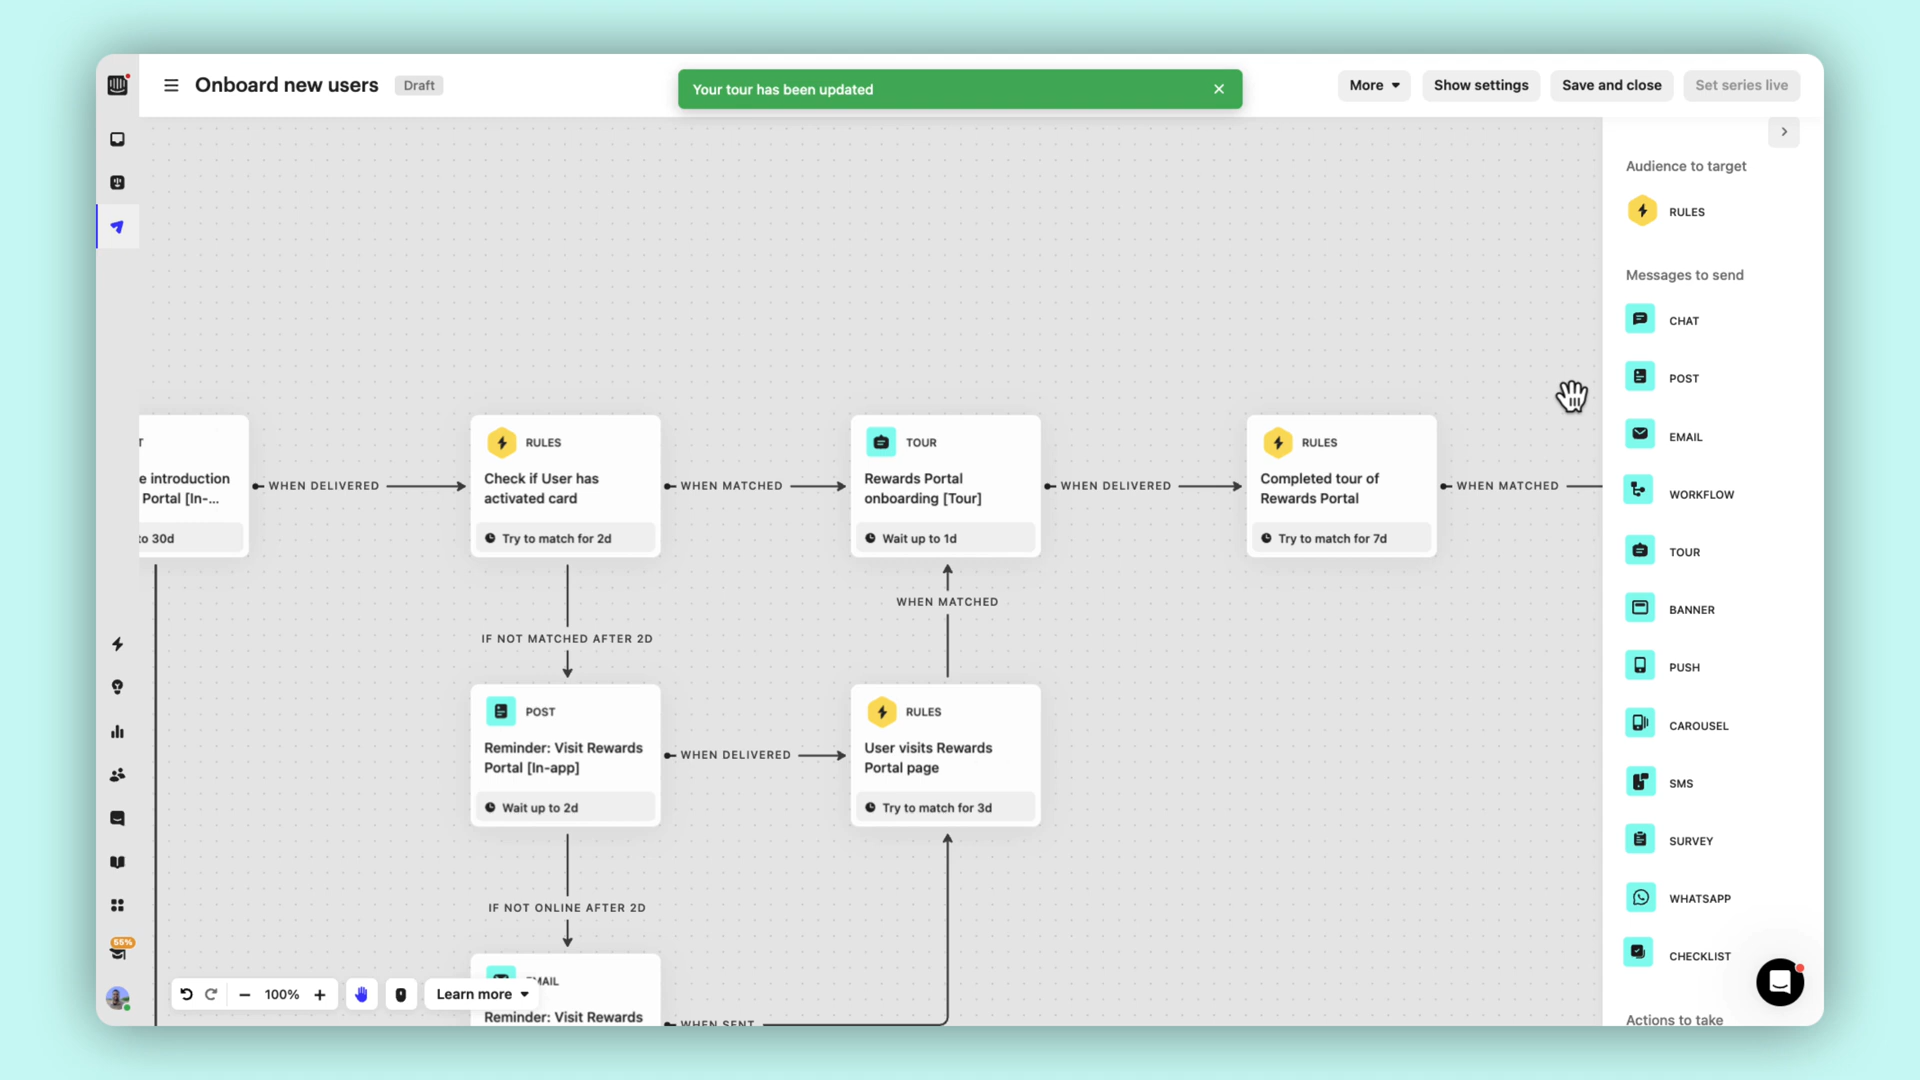 Onboard new users
Draft
Your tour has been updated
More
Show settings
Save and close
Set series live
Audience to target
RULES
Messages to send
CHAT
POST
EMAIL
WORKFLOW
TOUR
BANNER
PUSH
CAROUSEL
SMS
SURVEY
WHATSAPP
CHECKLIST
Actions to take
e introduction
Portal [In-...
to 30d
WHEN DELIVERED
RULES
Check if User has
activated card
Try to match for 2d
WHEN MATCHED
TOUR
Rewards Portal
onboarding [Tour]
Wait up to 1d
WHEN DELIVERED
RULES
Completed tour of
Rewards Portal
Try to match for 7d
WHEN MATCHED
IF NOT MATCHED AFTER 2D
WHEN MATCHED
POST
Reminder: Visit Rewards
Portal [In-app]
Wait up to 2d
WHEN DELIVERED
RULES
User visits Rewards
Portal page
Try to match for 3d
IF NOT ONLINE AFTER 2D
MAIL
Reminder: Visit Rewards
WHEN SENT
55%
100%
Learn more